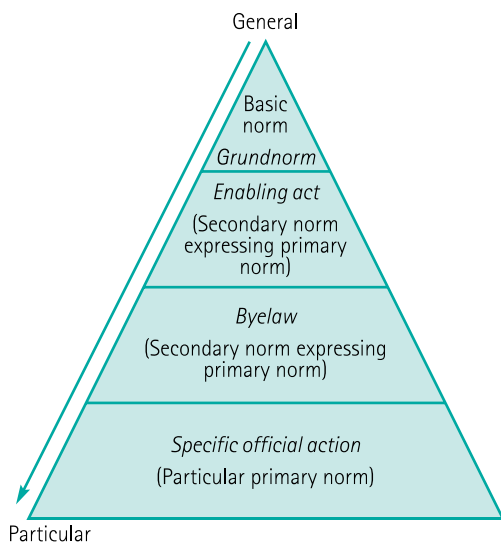 General
Basic
norm
Grundnorm
Enabling act
(Secondary norm
expressing primary
norm)
Byelaw
(Secondary norm expressing
primary norm)
Specific official action
(Particular primary norm)
Particular